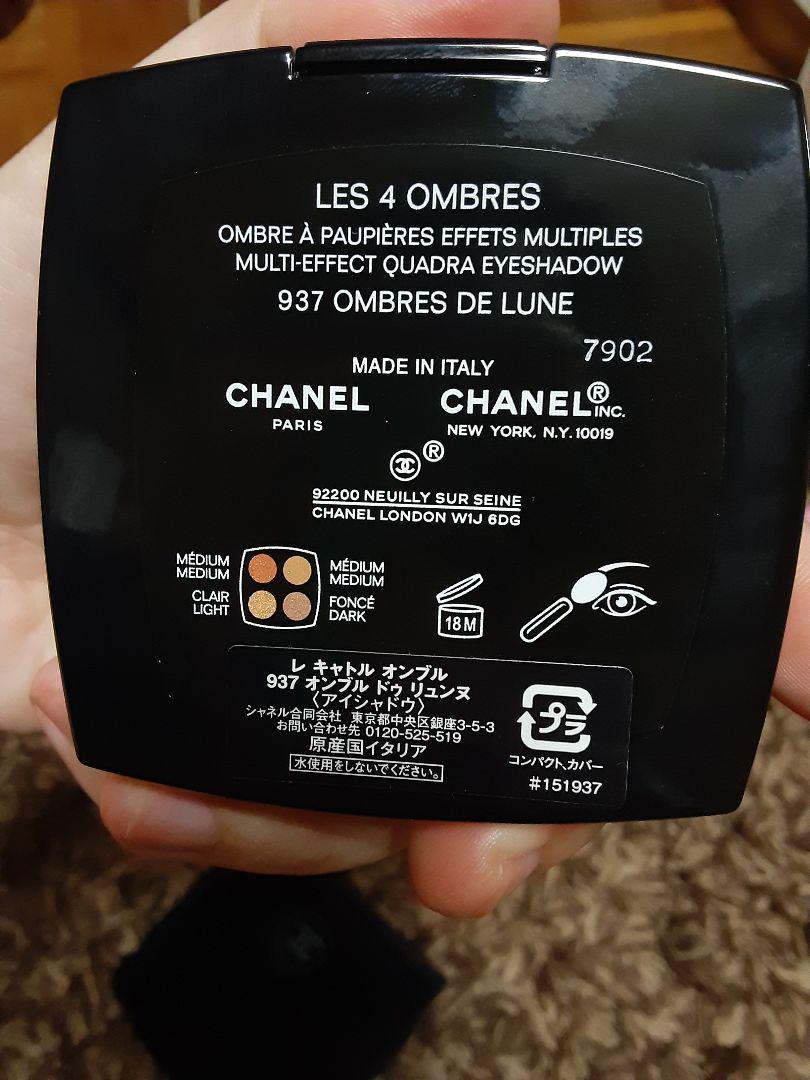 LES 4 OMBRES
OMBRE À PAUPIÈRES EFFETS MULTIPLES
MULTI-EFFECT QUADRA EYESHADOW
937 OMBRES DE LUNE
7902
MADE IN ITALY
CHANEL
PARIS
CHANEL® INC.
NEW YORK, N.Y. 10019
®
92200 NEUILLY SUR SEINE
CHANEL LONDON W1J 6DG
MÉDIUM
MEDIUM
MÉDIUM
MEDIUM
CLAIR
LIGHT
FONCÉ
DARK
18M
レ キャトル オンブル
937 オンブル ドゥ リュンヌ
〈アイシャドウ〉
シャネル合同会社 東京都中央区銀座3-5-3
お問い合わせ先 0120-525-519
原産国イタリア
水使用をしないでください。
プラ
コンパクト、カバー
#151937